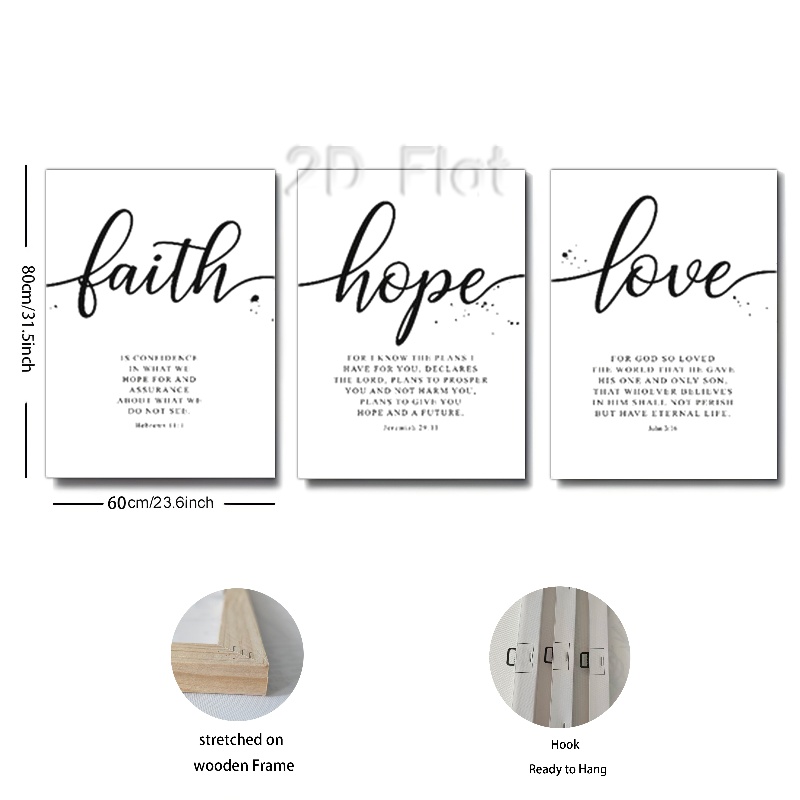 2D Flat
80cm/31.5inch
faith
IS CONFIDENCE
IN WHAT WE
HOPE FOR AND
ASSURANCE
ABOUT WHAT WE
DO NOT SEE.
Hebrews 11:1
hope
FOR I KNOW THE PLANS I
HAVE FOR YOU, DECLARES
THE LORD, PLANS TO PROSPER
YOU AND NOT HARM YOU,
PLANS TO GIVE YOU
HOPE AND A FUTURE.
Jeremiah 29:11
love
FOR GOD SO LOVED
THE WORLD THAT HE GAVE
HIS ONE AND ONLY SON,
THAT WHOEVER BELIEVES
IN HIM SHALL NOT PERISH
BUT HAVE ETERNAL LIFE.
John 3:16
60cm/23.6inch
stretched on
wooden Frame
Hook
Ready to Hang